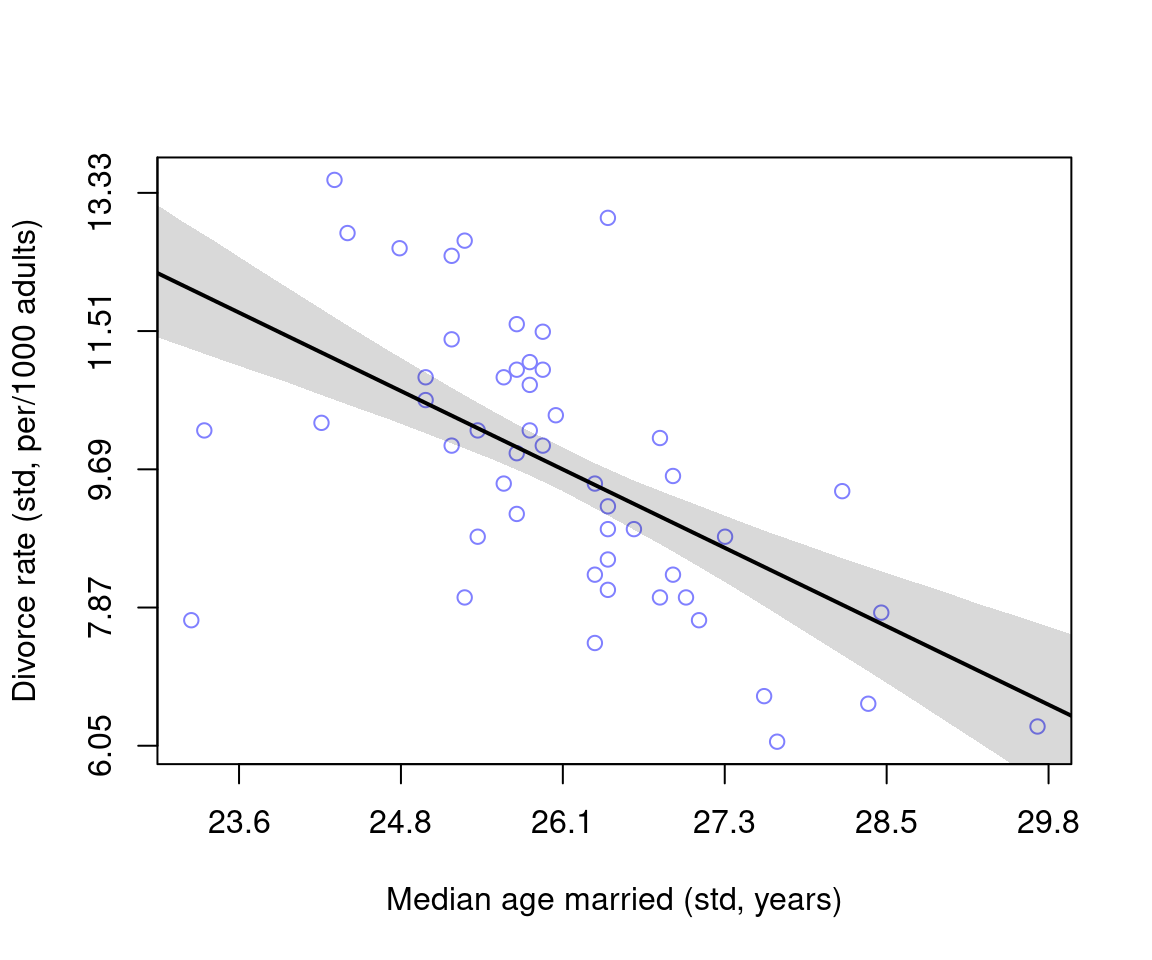 Divorce rate (std, per/1000 adults)
13.33
11.51
9.69
7.87
6.05
23.6 24.8 26.1 27.3 28.5 29.8
Median age married (std, years)